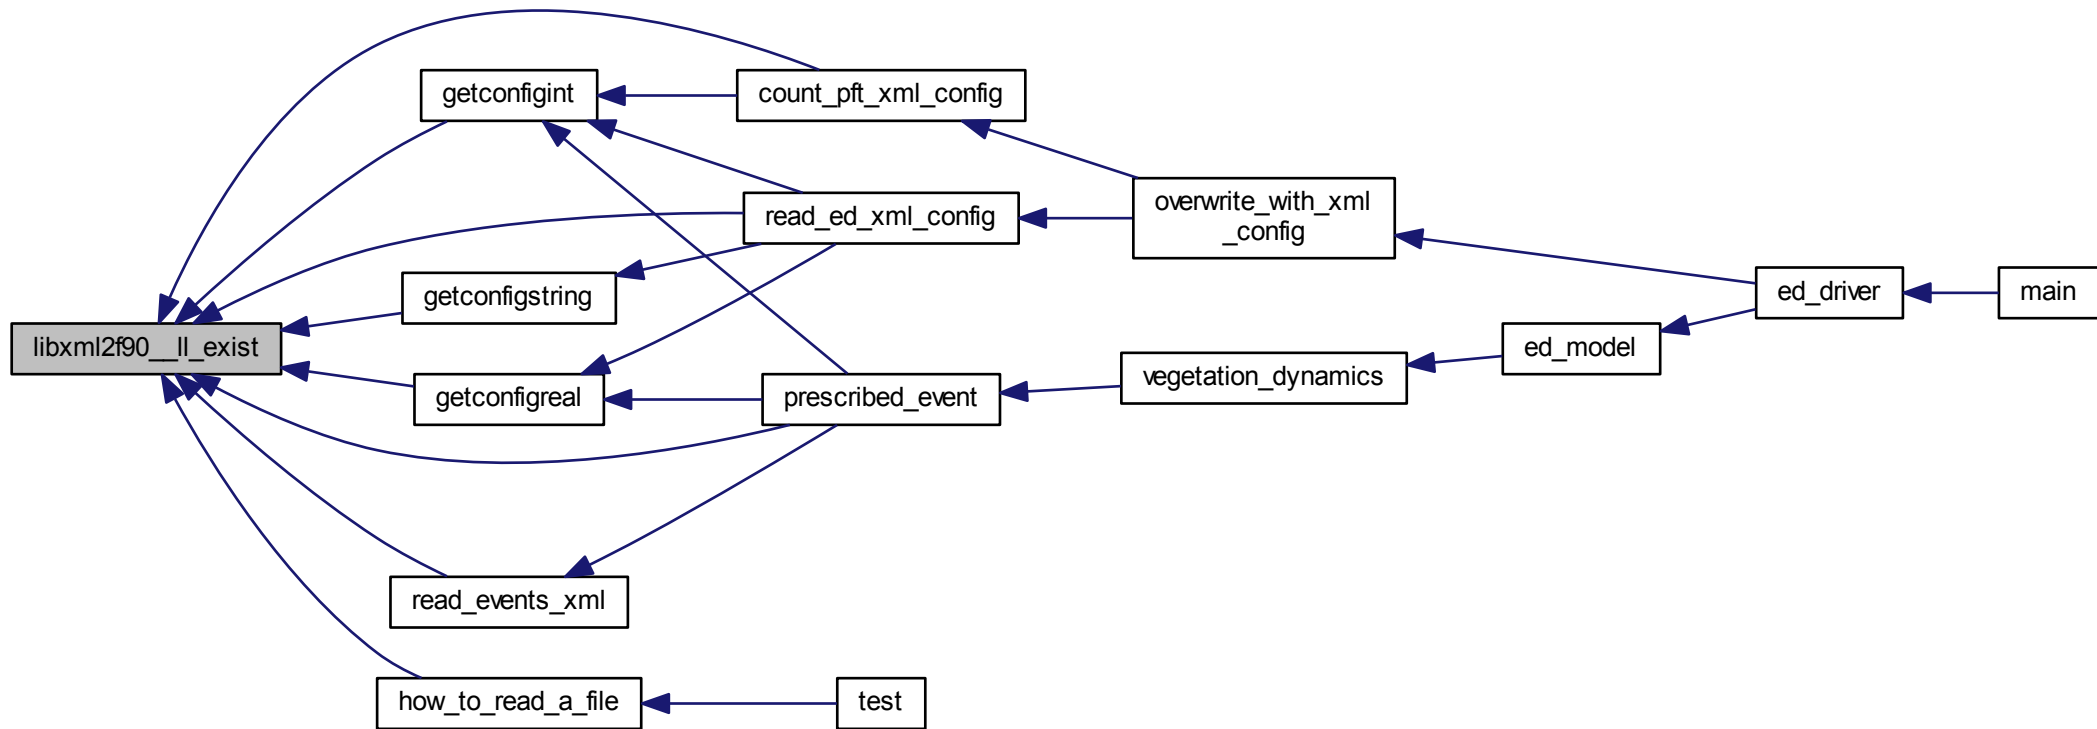 getconfigint
count_pft_xml_config
overwrite_with_xml
_config
read_ed_xml_config
getconfigstring
ed_driver
main
libxml2f90__ll_exist
ed_model
vegetation_dynamics
getconfigreal
prescribed_event
read_events_xml
how_to_read_a_file
test